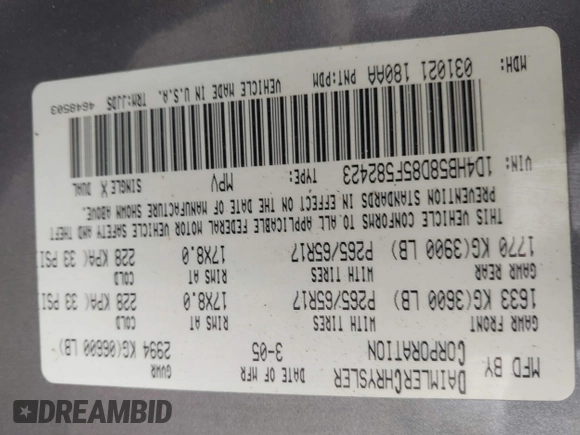 MFD BY DAIMLERCHRYSLER CORPORATION
DATE OF MFR 3-05
GVWR 2994 KG(06600 LB)
GAWR FRONT WITH TIRES RIMS AT COLD
1633 KG(3600 LB) P285/65R17 17X8.0 228 KPA( 33 PSI
GAWR REAR WITH TIRES RIMS AT COLD
1770 KG(3900 LB) P285/65R17 17X8.0 228 KPA( 33 PSI
THIS VEHICLE CONFORMS TO ALL APPLICABLE FEDERAL MOTOR VEHICLE SAFETY AND THEFT
PREVENTION STANDARDS IN EFFECT ON THE DATE OF MANUFACTURE SHOWN ABOVE.
VIN: 1D4HB58D85F582423 TYPE: MPV SINGLE X DUAL
MDH: 031021 180AA PNT:PDM VEHICLE MADE IN U.S.A. TRM:JJDS 4648503
DREAMBID